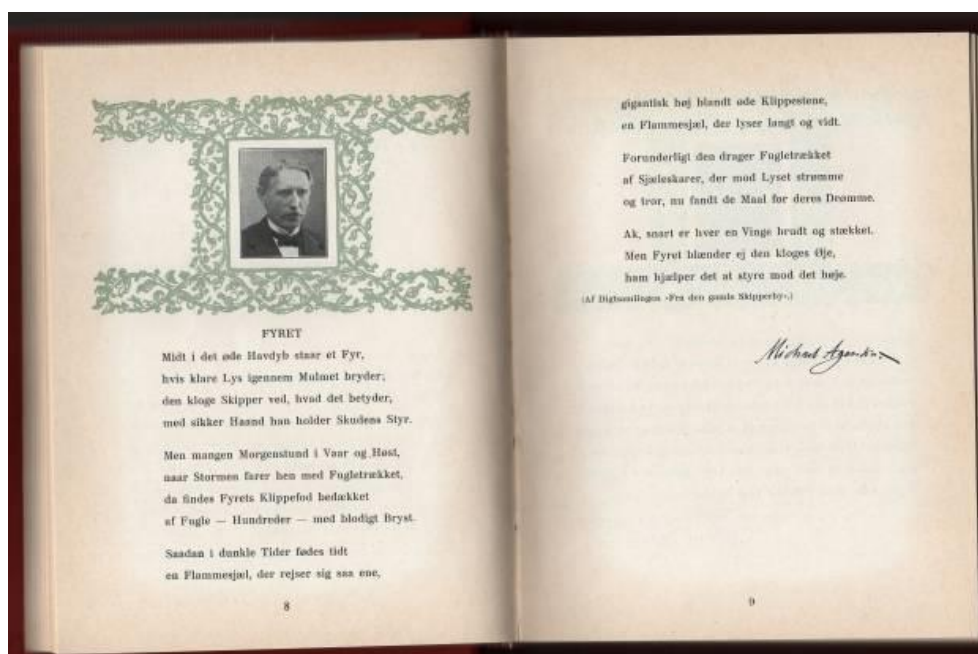 FYRET
Midt i det øde Havdyb staar et Fyr,
hvis klare Lys igennem Mulmet bryder;
den kloge Skipper ved, hvad det betyder,
med sikker Haand han holder Skudens Styr.
Men mangen Morgenstund i Vaar og Høst,
naar Stormen farer hen med Fugletrækket,
da findes Fyrets Klippefod bedækket
af Fugle — Hundreder — med blodigt Bryst.
Saadan i dunkle Tider fødes tidt
en Flammesjæl, der rejser sig saa ene,
8
gigantisk høj blandt øde Klippestene,
en Flammesjæl, der lyser langt og vidt.
Forunderligt den drager Fugletrækket
af Sjæleskarer, der mod Lyset strømme
og tror, nu fandt de Maal for deres Drømme.
Ak, snart er hver en Vinge brudt og stækket.
Men Fyret blænder ej den kloges Øje,
ham hjælper det at styre mod det høje.
(Af Digtsamlingen »Fra den gamle Skipperby«.)
Michael
9